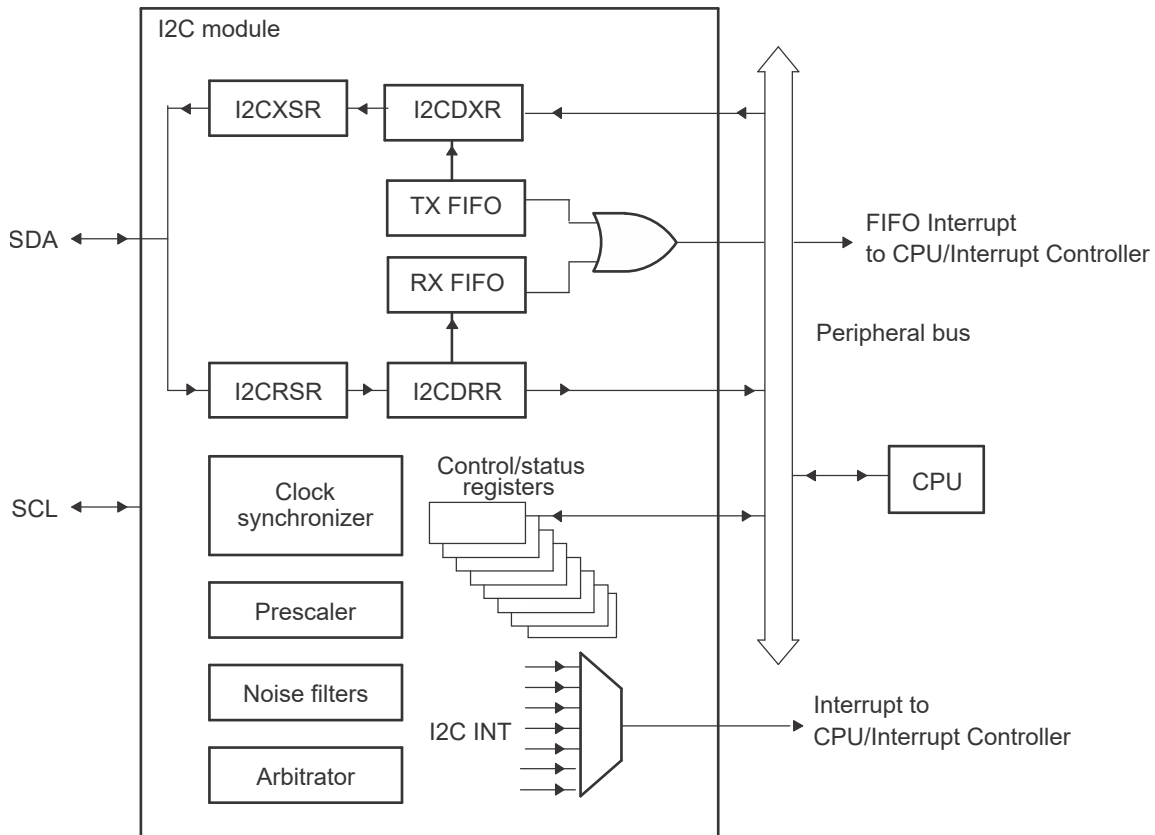 I2C module
I2CXSR
I2CDXR
TX FIFO
SDA
FIFO Interrupt
to CPU/Interrupt Controller
RX FIFO
Peripheral bus
I2CRSR
I2CDRR
Control/status
registers
CPU
SCL
Clock
synchronizer
Prescaler
Noise filters
I2C INT
Interrupt to
CPU/Interrupt Controller
Arbitrator